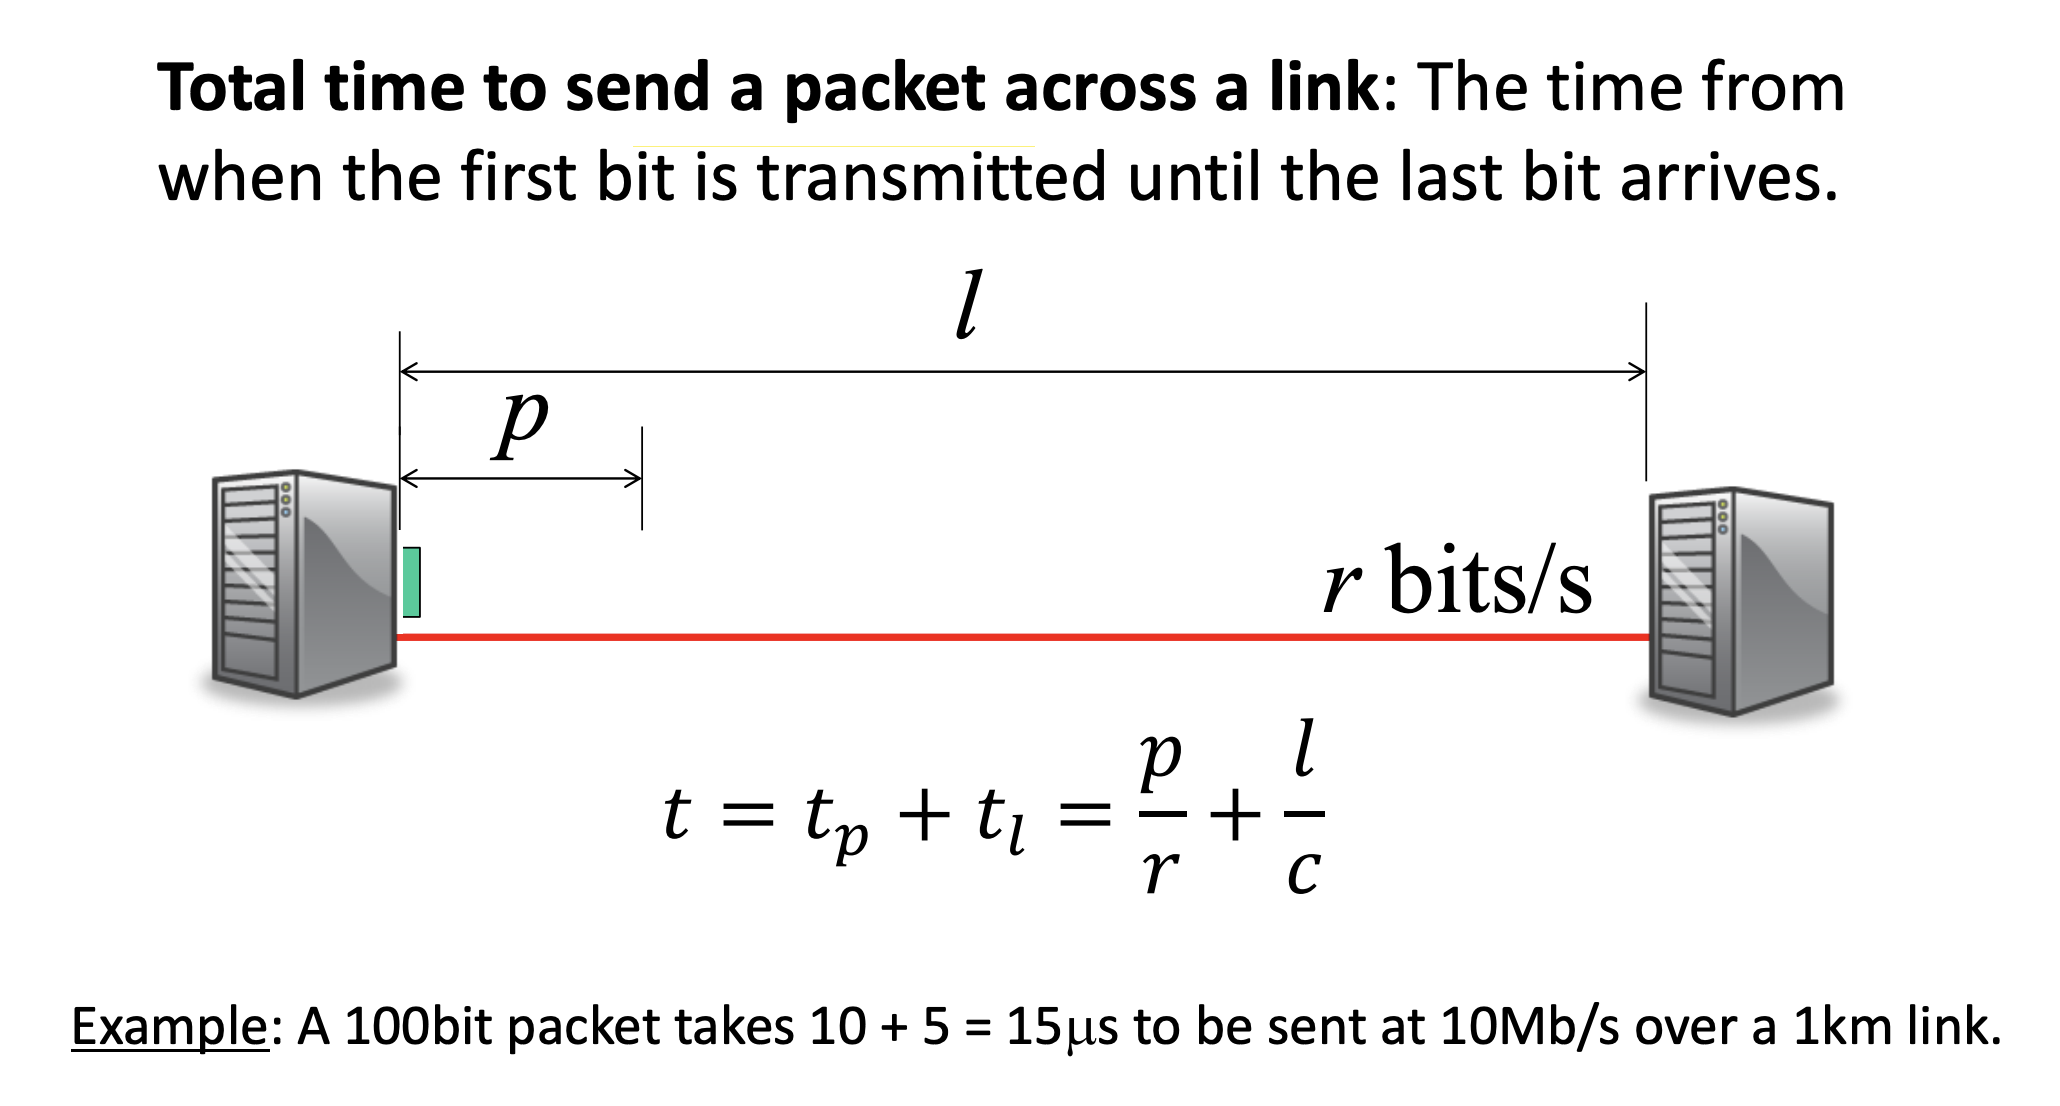 Total time to send a packet across a link: The time from
when the first bit is transmitted until the last bit arrives.
l
p
r bits/s
t = t_p + t_l = p/r + l/c
Example: A 100bit packet takes 10 + 5 = 15μs to be sent at 10Mb/s over a 1km link.